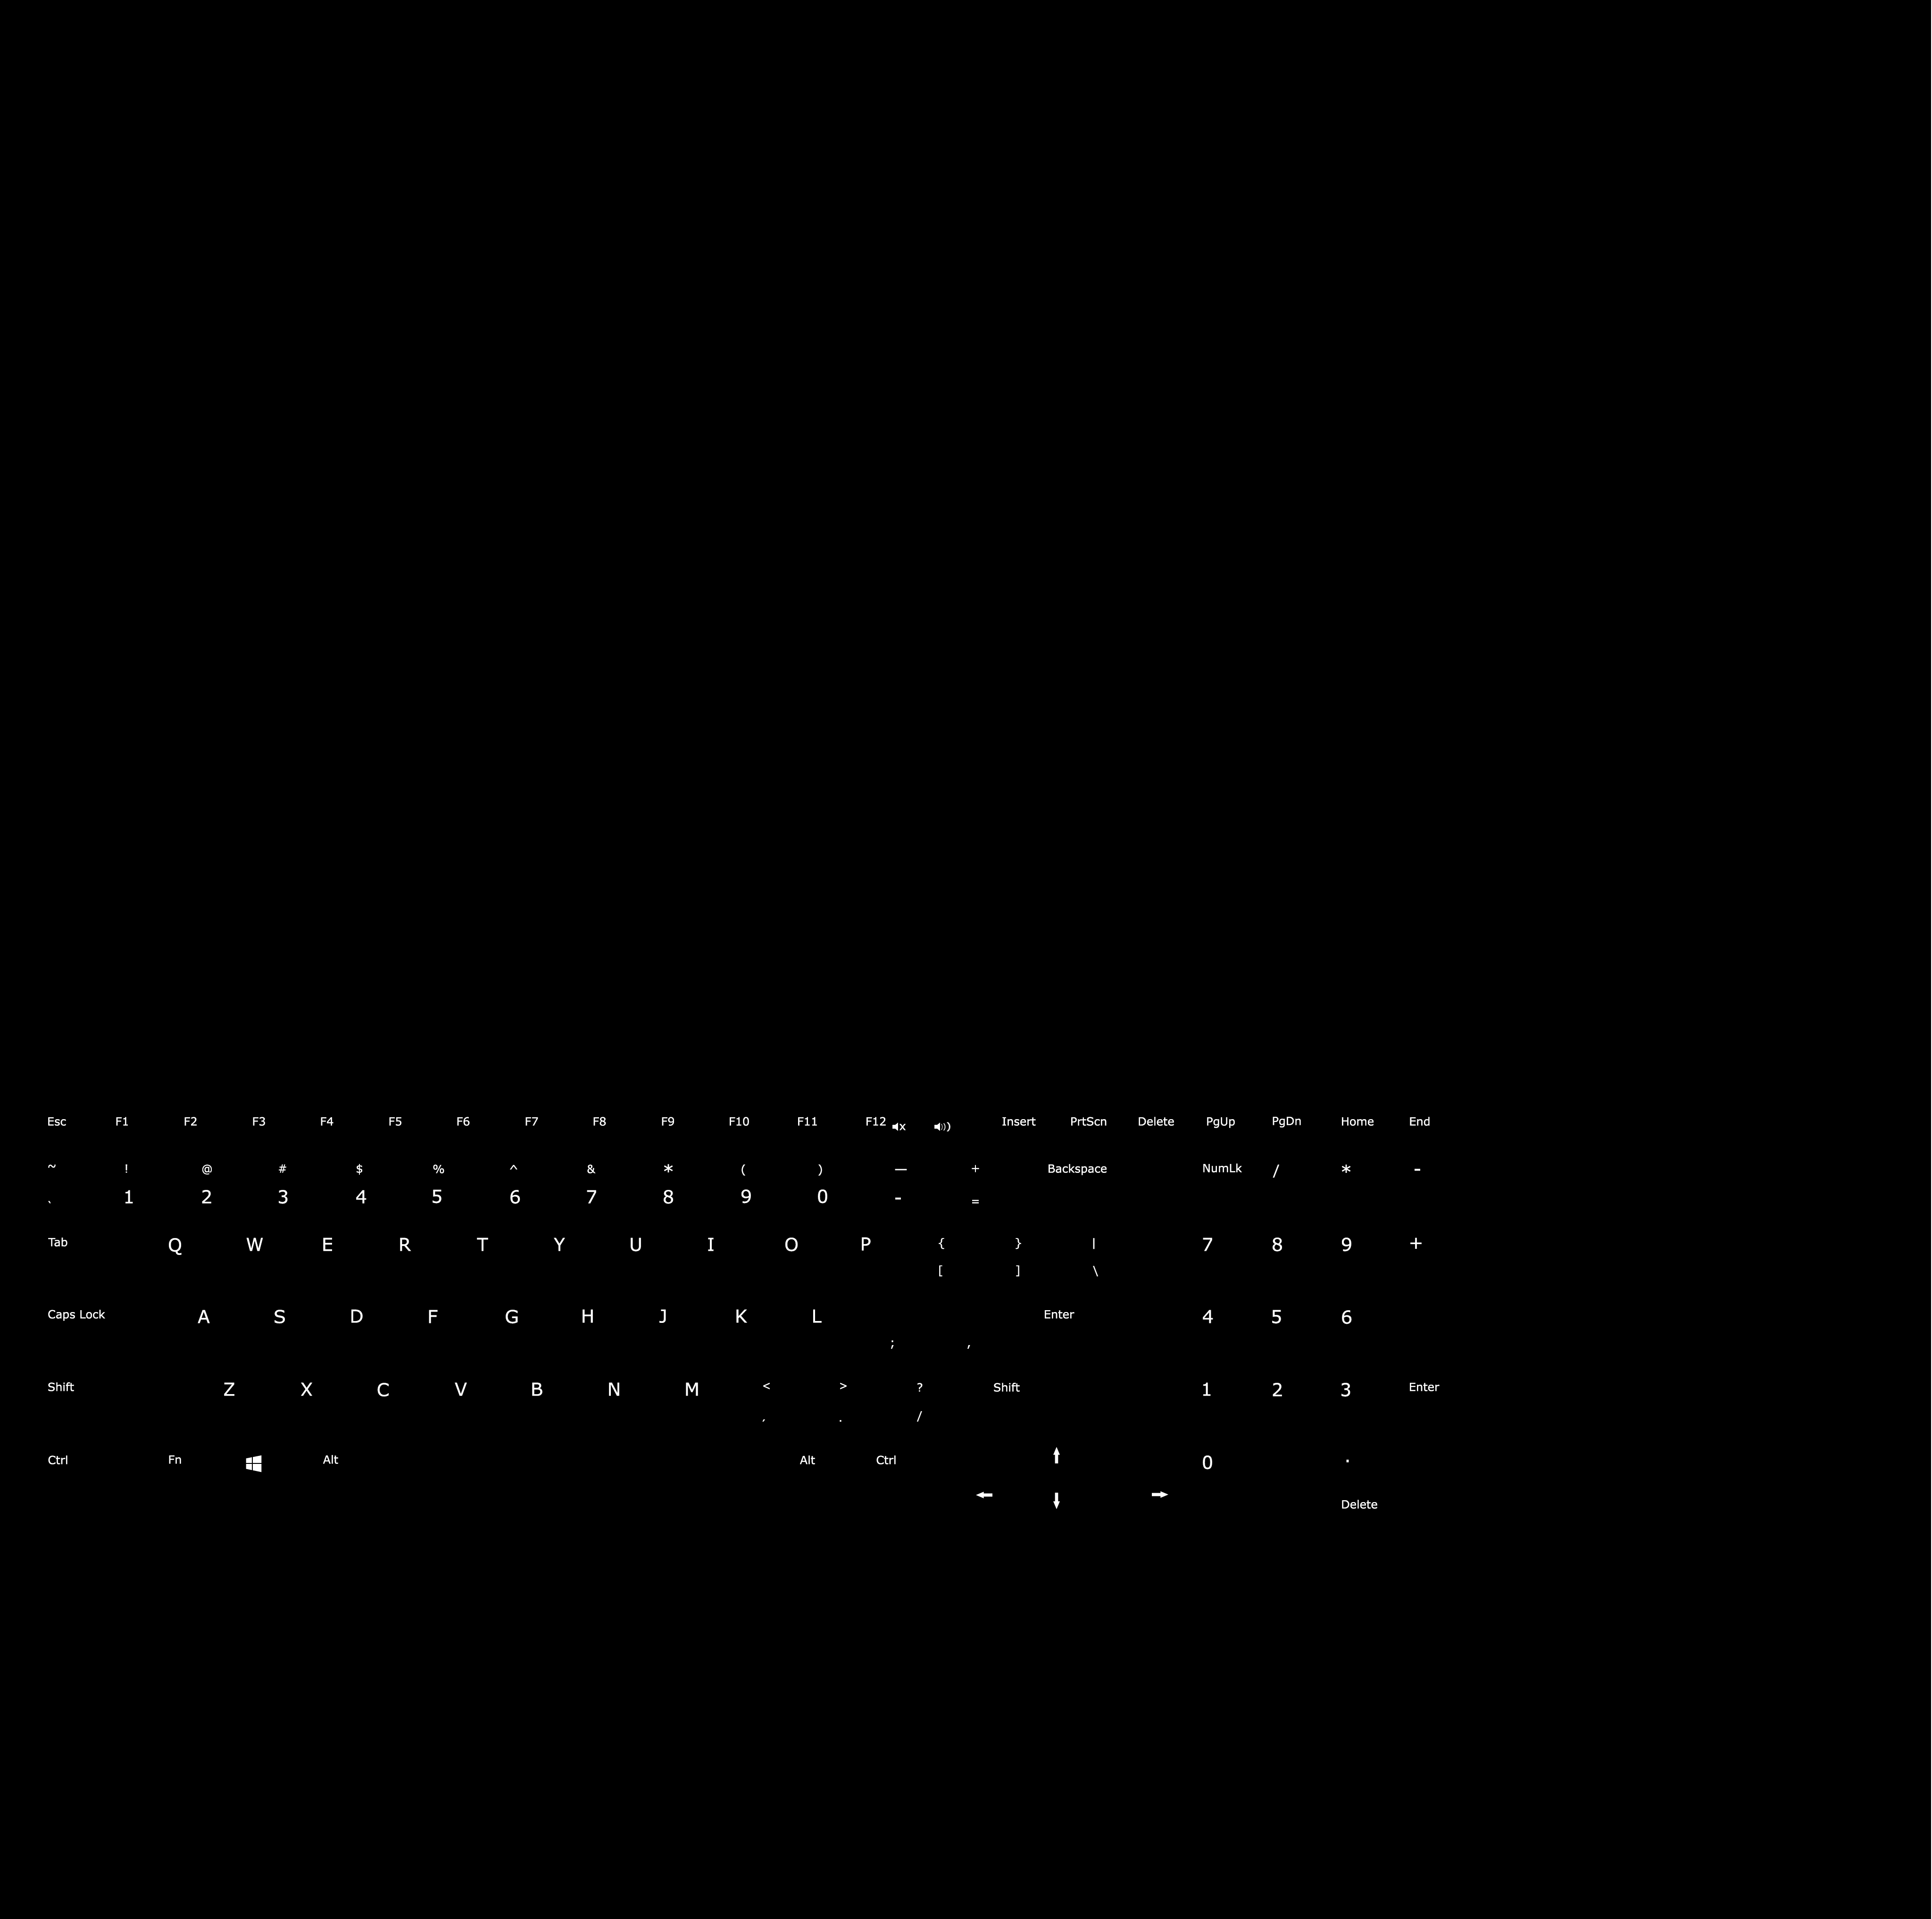 Esc F1 F2 F3 F4 F5 F6 F7 F8 F9 F10 F11 F12 Insert PrtScn Delete PgUp PgDn Home End
~ ! @ # $ % ^ & * ( ) — + Backspace NumLk / * -
` 1 2 3 4 5 6 7 8 9 0 - =
Tab Q W E R T Y U I O P { } | 7 8 9 +
[ ] \
Caps Lock A S D F G H J K L Enter 4 5 6
; ,
Shift Z X C V B N M < > ? Shift 1 2 3 Enter
, . /
Ctrl Fn Alt Alt Ctrl 0 .
Delete